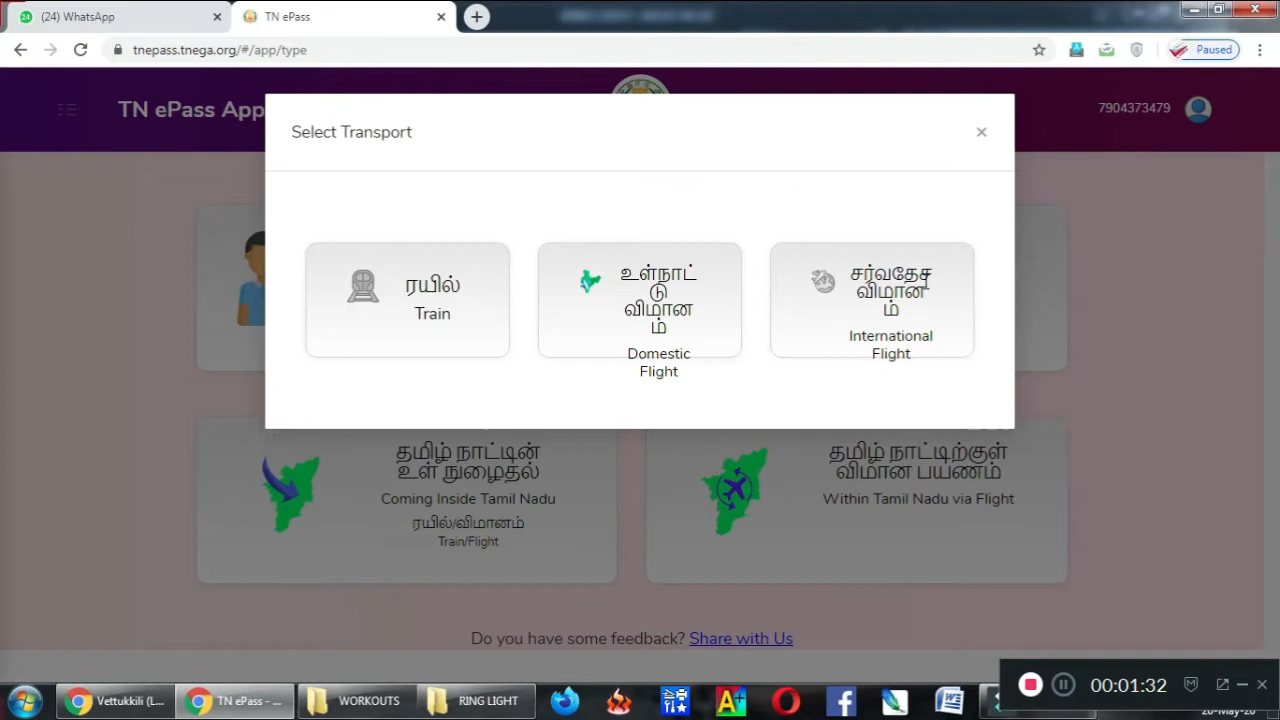 (24) WhatsApp
TN ePass
tnepass.tnega.org/#/app/type
Paused
TN ePass App
7904373479
Select Transport
ரயில்
Train
உள்நாட்
டு
விமான
ம்
Domestic
Flight
சர்வதேச
விமான
ம்
International
Flight
தமிழ் நாட்டின்
உள் நுழைதல்
Coming Inside Tamil Nadu
ரயில்/விமானம்
Train/Flight
தமிழ் நாட்டிற்குள்
விமான பயணம்
Within Tamil Nadu via Flight
Do you have some feedback? Share with Us
00:01:32
Vettukkili (L...
TN ePass - ...
WORKOUTS
RING LIGHT